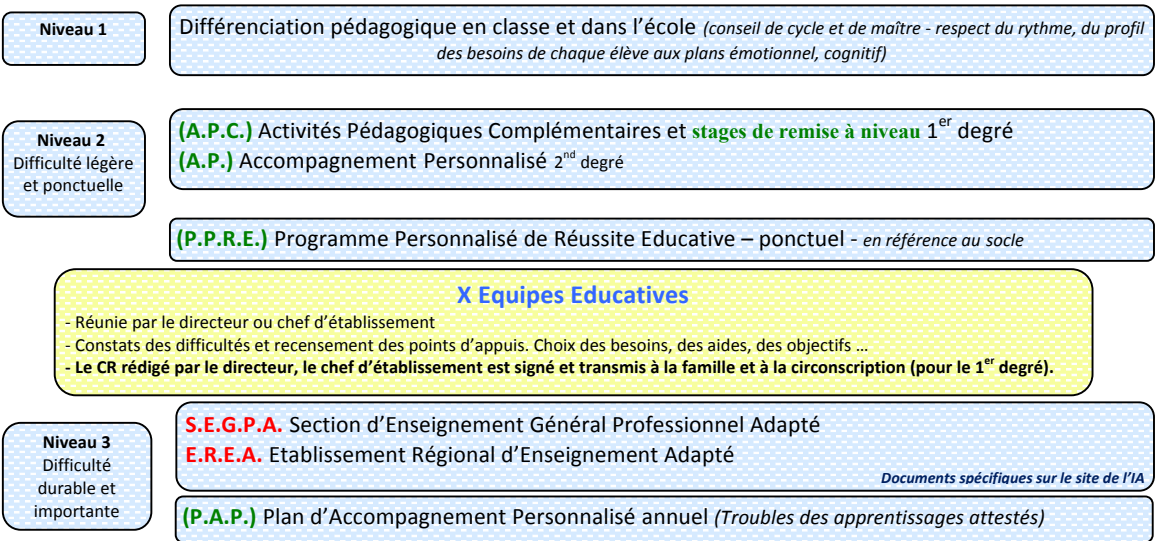 Niveau 1
Différenciation pédagogique en classe et dans l'école (conseil de cycle et de maître - respect du rythme, du profil
des besoins de chaque élève aux plans émotionnel, cognitif)
Niveau 2
Difficulté légère
et ponctuelle
(A.P.C.) Activités Pédagogiques Complémentaires et stages de remise à niveau 1er degré
(A.P.) Accompagnement Personnalisé 2nd degré
(P.P.R.E.) Programme Personnalisé de Réussite Educative – ponctuel - en référence au socle
X Equipes Educatives
- Réunie par le directeur ou chef d'établissement
- Constats des difficultés et recensement des points d'appuis. Choix des besoins, des aides, des objectifs …
- Le CR rédigé par le directeur, le chef d'établissement est signé et transmis à la famille et à la circonscription (pour le 1er degré).
Niveau 3
Difficulté
durable et
importante
S.E.G.P.A. Section d'Enseignement Général Professionnel Adapté
E.R.E.A. Etablissement Régional d'Enseignement Adapté
Documents spécifiques sur le site de l'IA
(P.A.P.) Plan d'Accompagnement Personnalisé annuel (Troubles des apprentissages attestés)